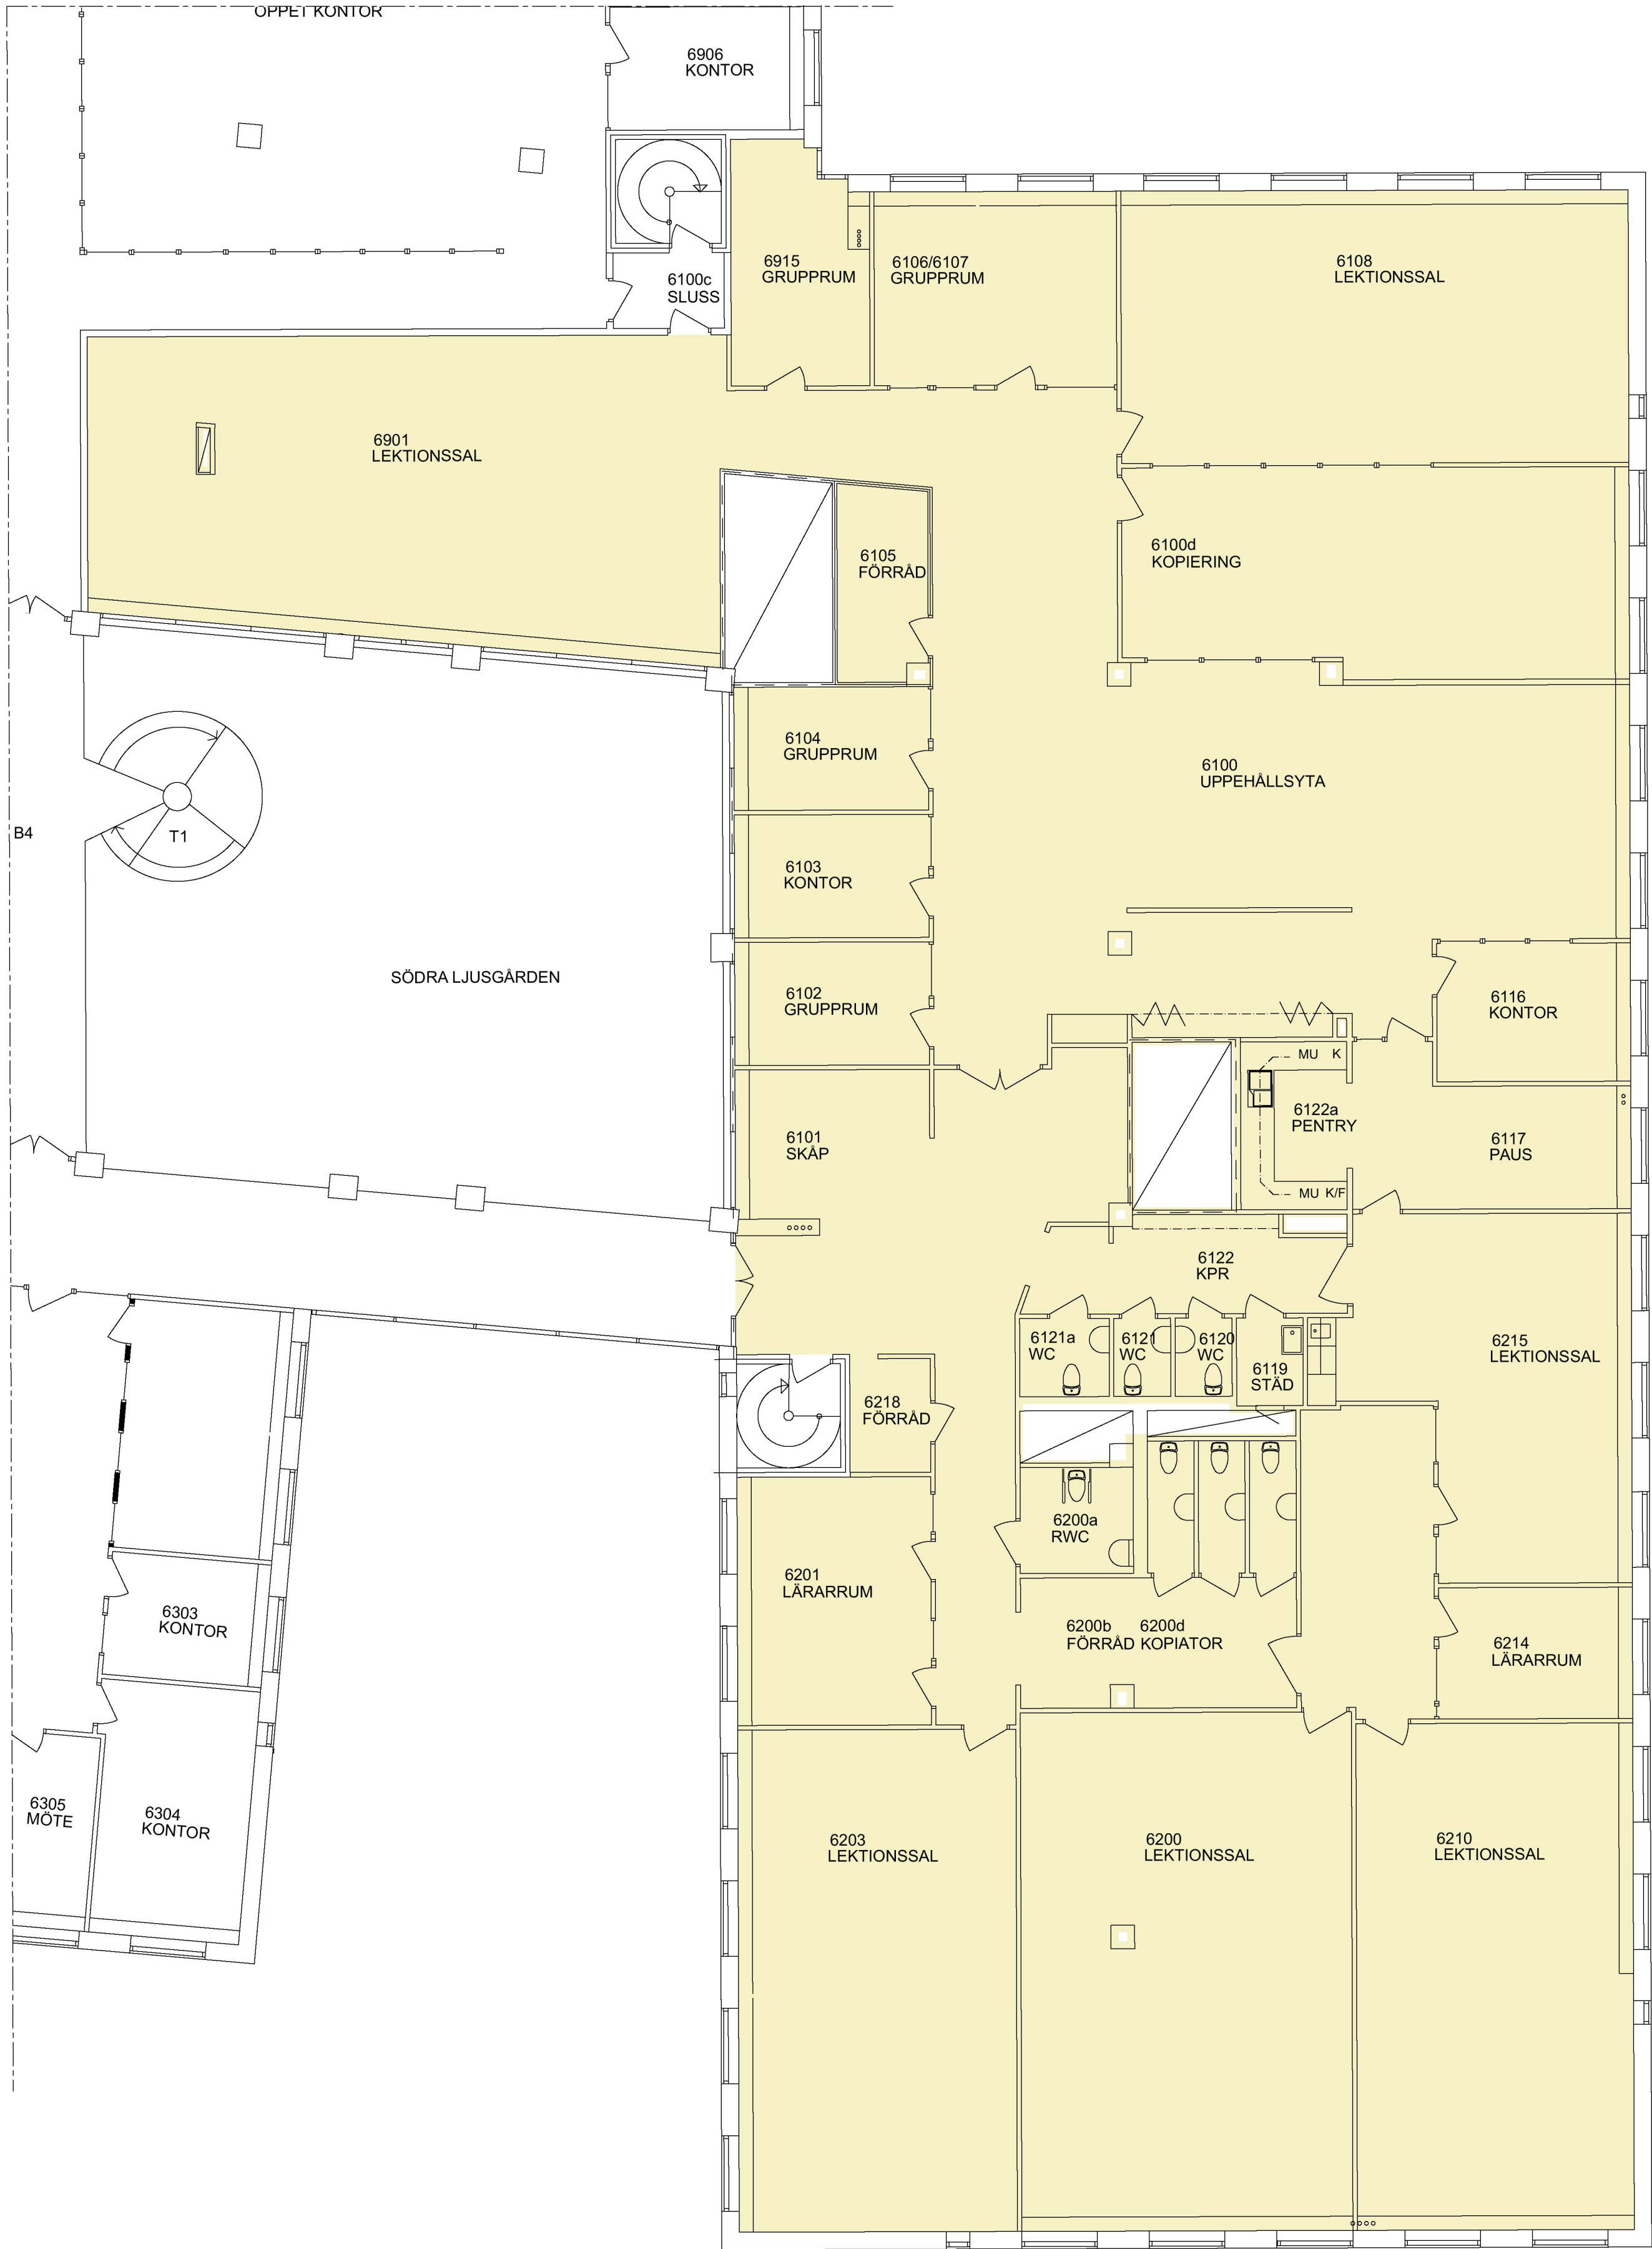 ÖPPET KONTOR
6906
KONTOR
6915
GRUPPRUM
6106/6107
GRUPPRUM
6108
LEKTIONSSAL
6100c
SLUSS
6901
LEKTIONSSAL
6105
FÖRRÅD
6100d
KOPIERING
6104
GRUPPRUM
6100
UPPEHÅLLSYTA
B4
T1
6103
KONTOR
SÖDRA LJUSGÅRDEN
6102
GRUPPRUM
6116
KONTOR
MU K
6122a
PENTRY
6101
SKÅP
6117
PAUS
MU K/F
6122
KPR
6121a
WC
6121
WC
6120
WC
6119
STÄD
6215
LEKTIONSSAL
6218
FÖRRÅD
6200a
RWC
6201
LÄRARRUM
6303
KONTOR
6200b
FÖRRÅD
6200d
KOPIATOR
6214
LÄRARRUM
6305
MÖTE
6304
KONTOR
6203
LEKTIONSSAL
6200
LEKTIONSSAL
6210
LEKTIONSSAL